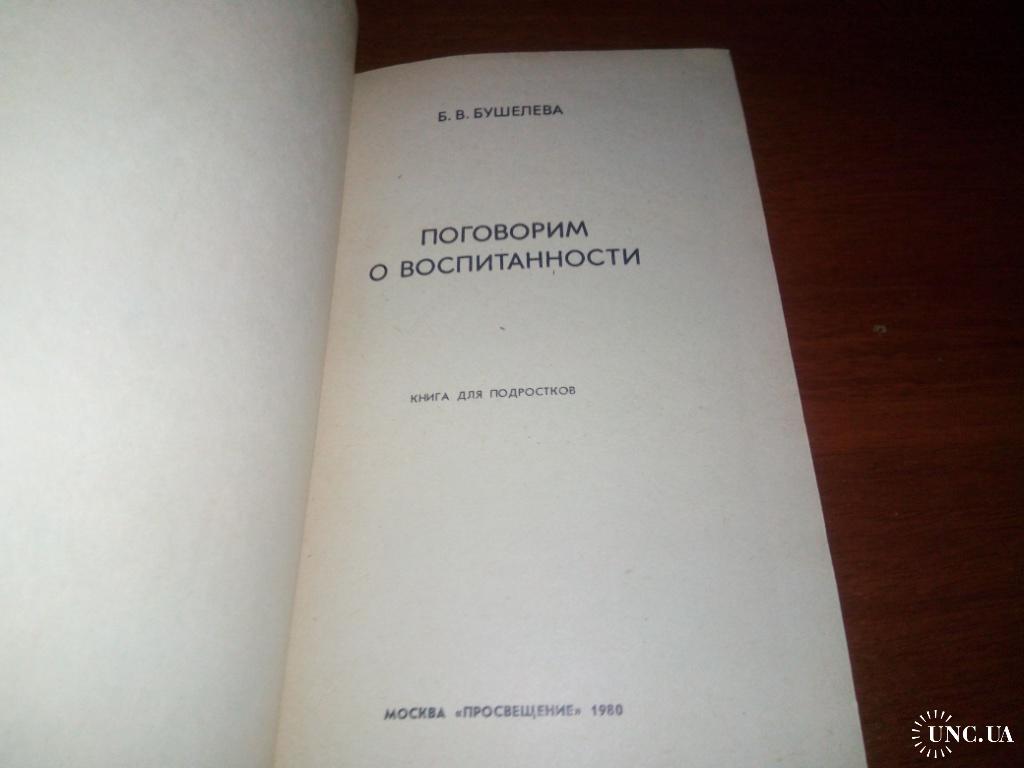 Б. В. БУШЕЛЕВА
ПОГОВОРИМ
О ВОСПИТАННОСТИ
КНИГА ДЛЯ ПОДРОСТКОВ
МОСКВА «ПРОСВЕЩЕНИЕ» 1980
UNC.UA